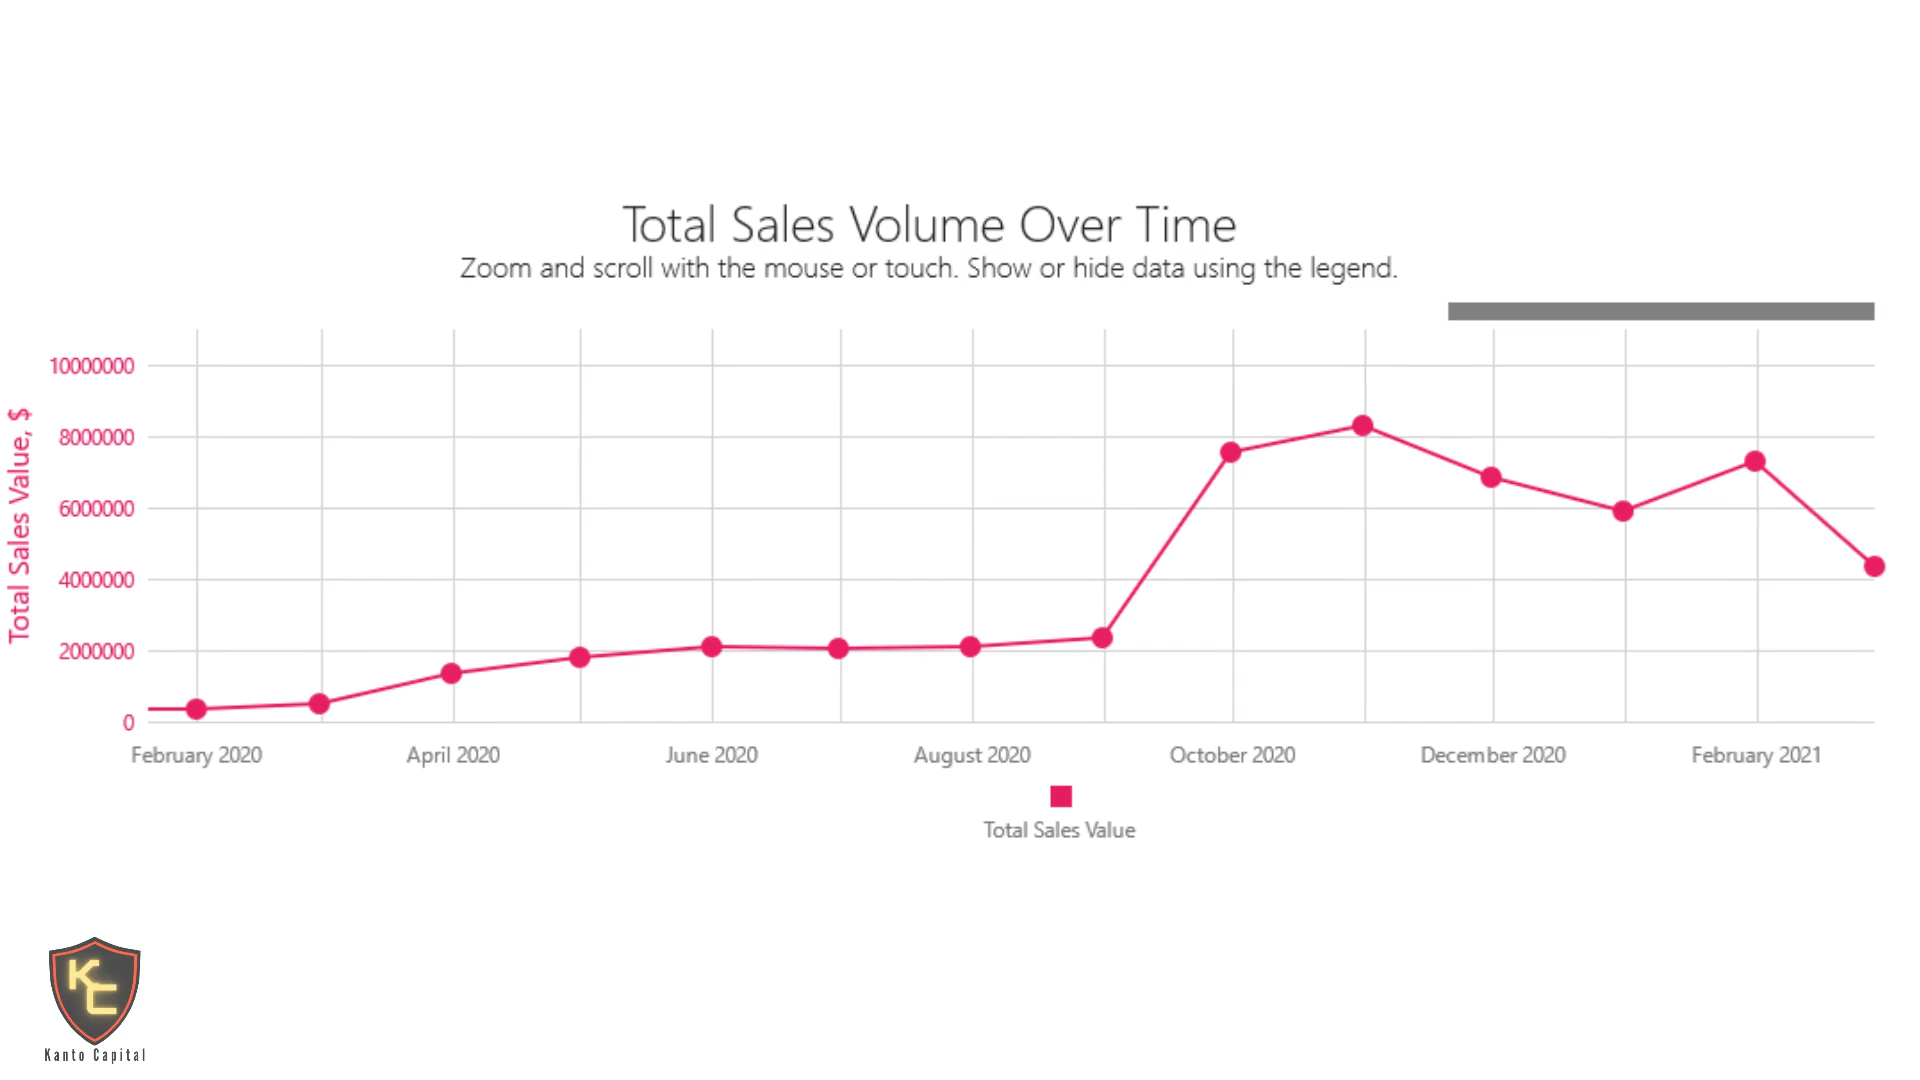 Total Sales Volume Over Time
Zoom and scroll with the mouse or touch. Show or hide data using the legend.
Total Sales Value, $
10000000
8000000
6000000
4000000
2000000
0
February 2020 April 2020 June 2020 August 2020 October 2020 December 2020 February 2021
Total Sales Value
KC
Kanto Capital